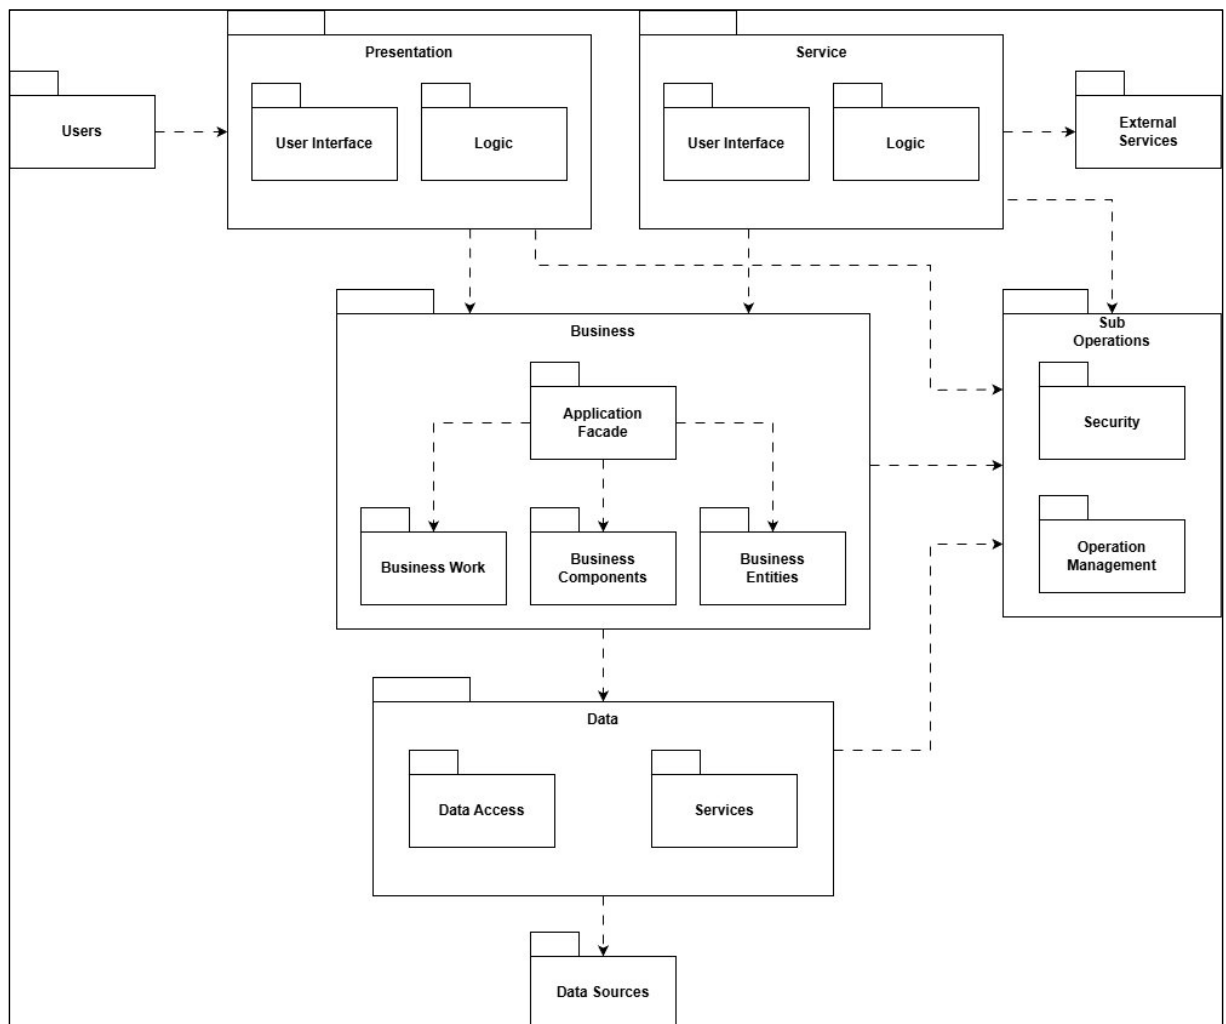 Presentation
Service
Users
User Interface
Logic
User Interface
Logic
External
Services
Business
Sub
Operations
Application
Facade
Security
Business Work
Business
Components
Business
Entities
Operation
Management
Data
Data Access
Services
Data Sources